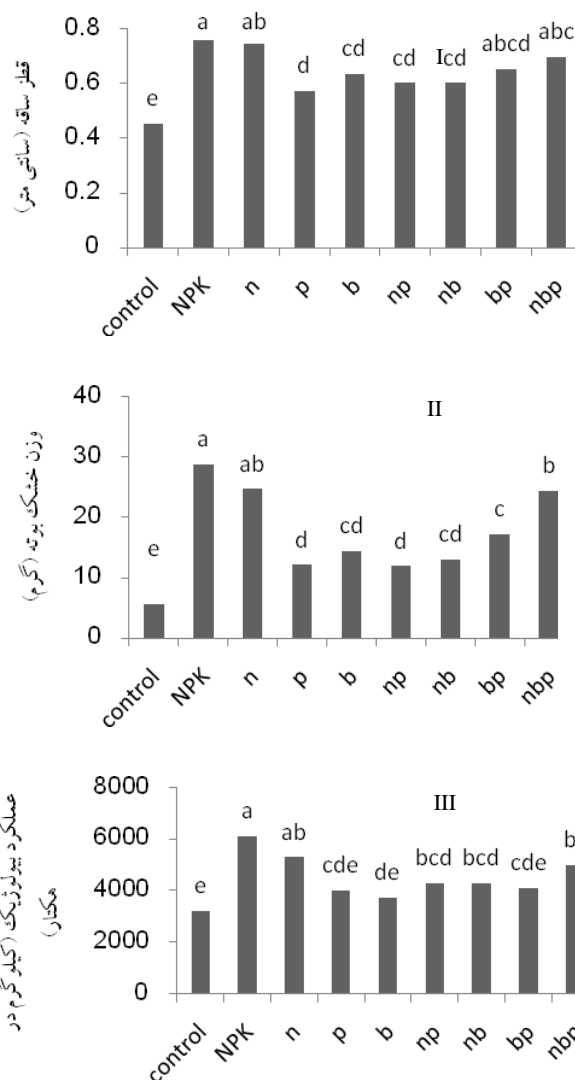 قطر ساقه (سانتی متر)
0.8
0.6
0.4
0.2
0
I
e a ab d cd cd cd abcd abc
control NPK n p b np nb bp nbp
وزن خشک بوته (گرم)
40
30
20
10
0
II
e a ab d cd d cd c b
control NPK n p b np nb bp nbp
عملکرد بیولوژیک (کیلو گرم در
هکتار)
8000
6000
4000
2000
0
III
e a ab cde de bcd bcd cde b
control NPK n p b np nb bp nbp